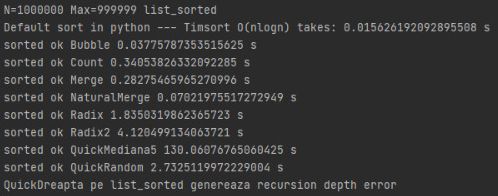 N=1000000 Max=999999 list_sorted
Default sort in python --- Timsort O(nlogn) takes: 0.015626192092895508 s
sorted ok Bubble 0.03775787353515625 s
sorted ok Count 0.34053826332092285 s
sorted ok Merge 0.28275465965270996 s
sorted ok NaturalMerge 0.07021975517272949 s
sorted ok Radix 1.8350319862365723 s
sorted ok Radix2 4.120499134063721 s
sorted ok QuickMediana5 130.06076765060425 s
sorted ok QuickRandom 2.7325119972229004 s
QuickDreapta pe list_sorted genereaza recursion depth error